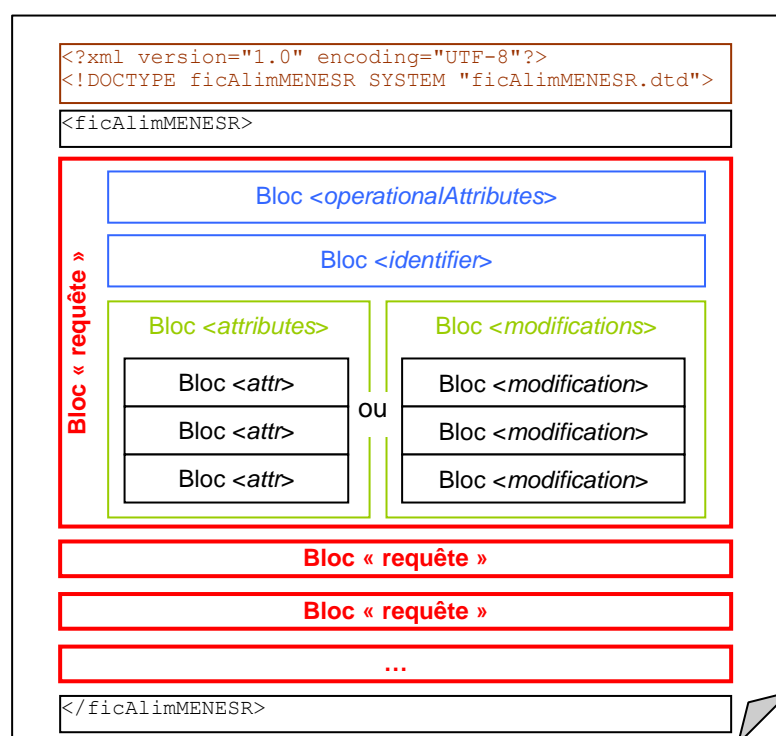 <?xml version="1.0" encoding="UTF-8"?>
<!DOCTYPE ficAlimMENESR SYSTEM "ficAlimMENESR.dtd">
<ficAlimMENESR>
Bloc « requête »
Bloc <operationalAttributes>
Bloc <identifier>
Bloc <attributes>
Bloc <attr>
Bloc <attr>
Bloc <attr>
ou
Bloc <modifications>
Bloc <modification>
Bloc <modification>
Bloc <modification>
Bloc « requête »
Bloc « requête »
...
</ficAlimMENESR>